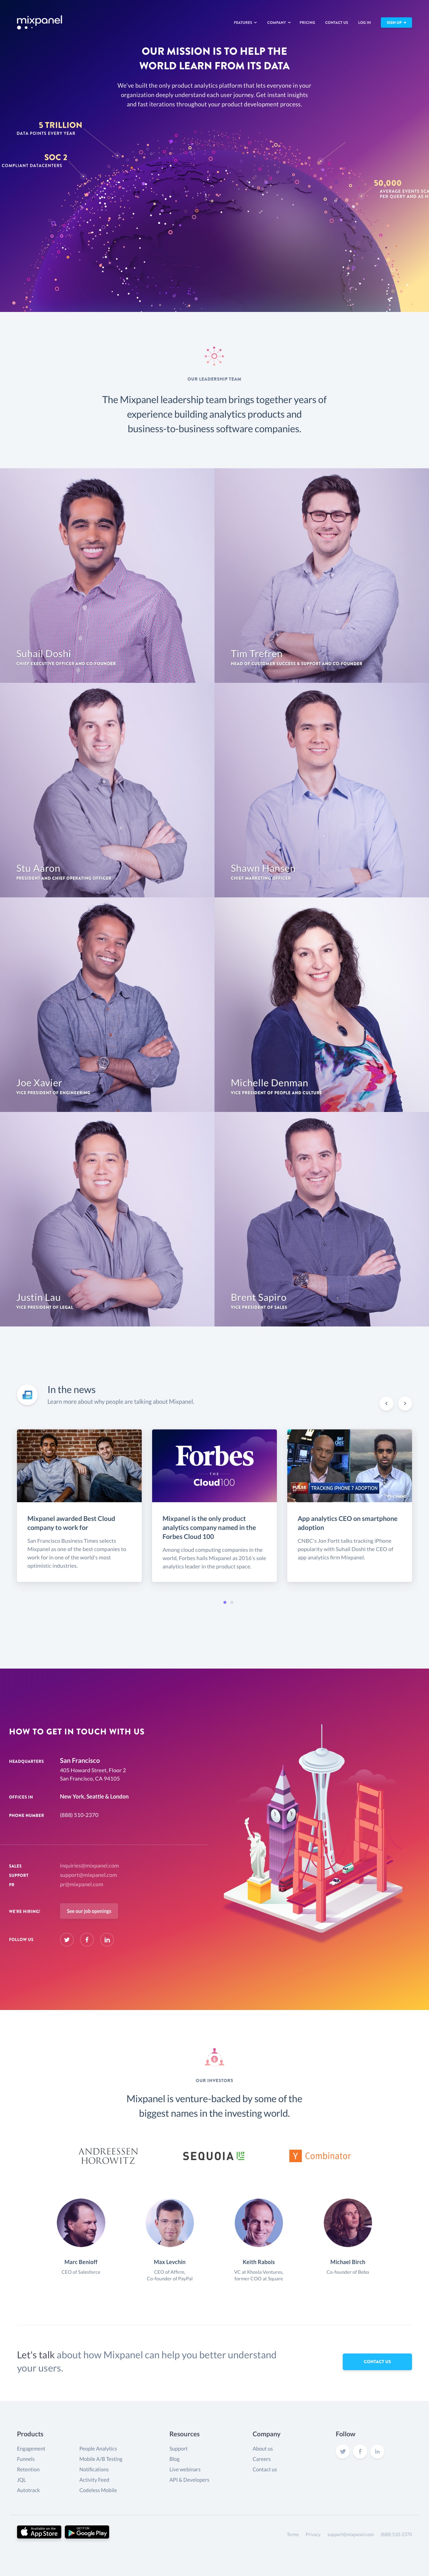 mixpanel
FEATURES
COMPANY
PRICING
CONTACT US
LOG IN
SIGN UP
OUR MISSION IS TO HELP THE
WORLD LEARN FROM ITS DATA
We've built the only product analytics platform that lets everyone in your
organization deeply understand each user journey. Get instant insights
and fast iterations throughout your product development process.
5 TRILLION
DATA POINTS EVERY YEAR
SOC 2
COMPLIANT DATACENTERS
50,000
AVERAGE EVENTS
PER QUERY AND AS
OUR LEADERSHIP TEAM
The Mixpanel leadership team brings together years of
experience building analytics products and
business-to-business software companies.
Suhail Doshi
CHIEF EXECUTIVE OFFICER AND CO-FOUNDER
Tim Trefren
HEAD OF CUSTOMER SUCCESS & SUPPORT AND CO-FOUNDER
Stu Aaron
PRESIDENT AND CHIEF OPERATING OFFICER
Shawn Hansen
CHIEF MARKETING OFFICER
Joe Xavier
VICE PRESIDENT OF ENGINEERING
Michelle Denman
VICE PRESIDENT OF PEOPLE AND CULTURE
Justin Lau
VICE PRESIDENT OF LEGAL
Brent Sapiro
VICE PRESIDENT OF SALES
In the news
Learn more about why people are talking about Mixpanel.
Forbes
THE
Cloud100
PULSE
TRACKING IPHONE 7 ADOPTION
Mixpanel awarded Best Cloud
company to work for
San Francisco Business Times selects
Mixpanel as one of the best companies to
work for in one of the world's most
optimistic industries.
Mixpanel is the only product
analytics company named in the
Forbes Cloud 100
Among cloud computing companies in the
world, Forbes hails Mixpanel as 2016's sole
analytics leader in the product space.
App analytics CEO on smartphone
adoption
CNBC's Jon Fortt talks tracking iPhone
popularity with Suhail Doshi the CEO of
app analytics firm Mixpanel.
HOW TO GET IN TOUCH WITH US
HEADQUARTERS
San Francisco
405 Howard Street, Floor 2
San Francisco, CA 94105
OFFICES IN
New York, Seattle & London
PHONE NUMBER
(888) 510-2370
SALES
inquiries@mixpanel.com
SUPPORT
support@mixpanel.com
PR
pr@mixpanel.com
WE'RE HIRING!
See our job openings
FOLLOW US
OUR INVESTORS
Mixpanel is venture-backed by some of the
biggest names in the investing world.
ANDREESSEN
HOROWITZ
SEQUOIA
Y Combinator
Marc Benioff
CEO of Salesforce
Max Levchin
CEO of Affirm,
Co-founder of PayPal
Keith Rabois
VC at Khosla Ventures,
former COO at Square
Michael Birch
Co-founder of Bebo
Let's talk about how Mixpanel can help you better understand
your users.
CONTACT US
Products
Engagement
Funnels
Retention
JQL
Autotrack
People Analytics
Mobile A/B Testing
Notifications
Activity Feed
Codeless Mobile
Resources
Support
Blog
Live webinars
API & Developers
Company
About us
Careers
Contact us
Follow
Available on the
App Store
GET IT ON
Google Play
Terms
Privacy
support@mixpanel.com
(888) 510-2370